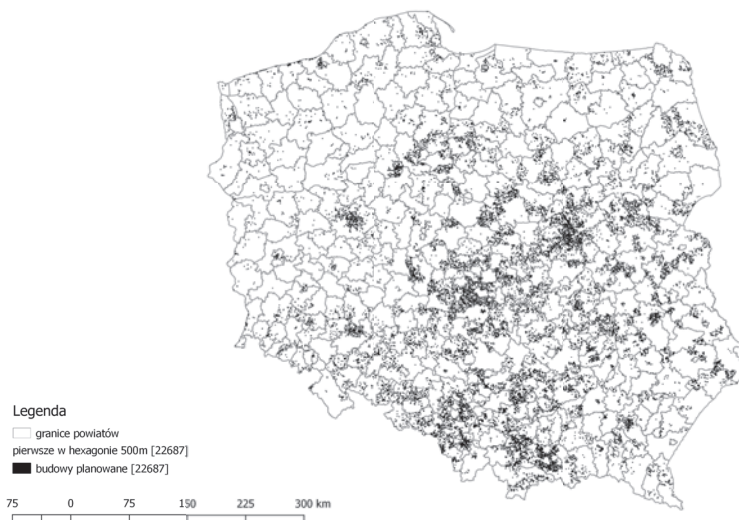 Legenda
granice powiatów
pierwsze w hexagonie 500m [22687]
budowy planowane [22687]
75 0 75 150 225 300 km